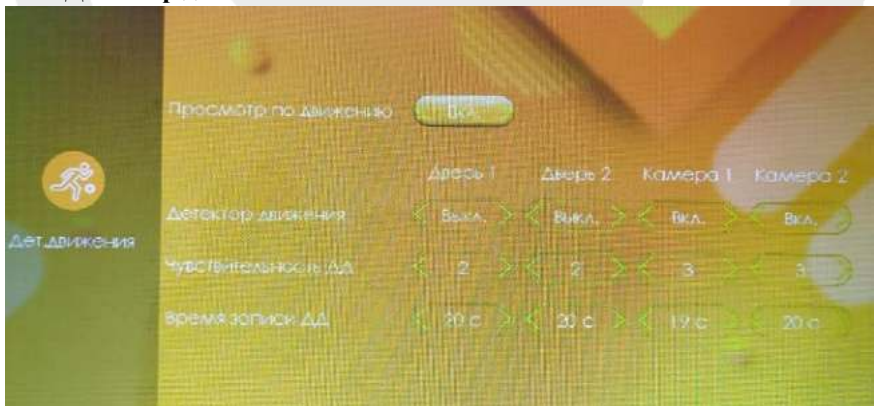 Просмотр по движению Вкл.
Дверь 1 Дверь 2 Камера 1 Камера 2
Детектор движения Выкл. Выкл. Вкл. Вкл.
Дет.движения
Чувствительность ДД 2 2 3 3
Время записи ДД 20 с 20 с 19 с 20 с